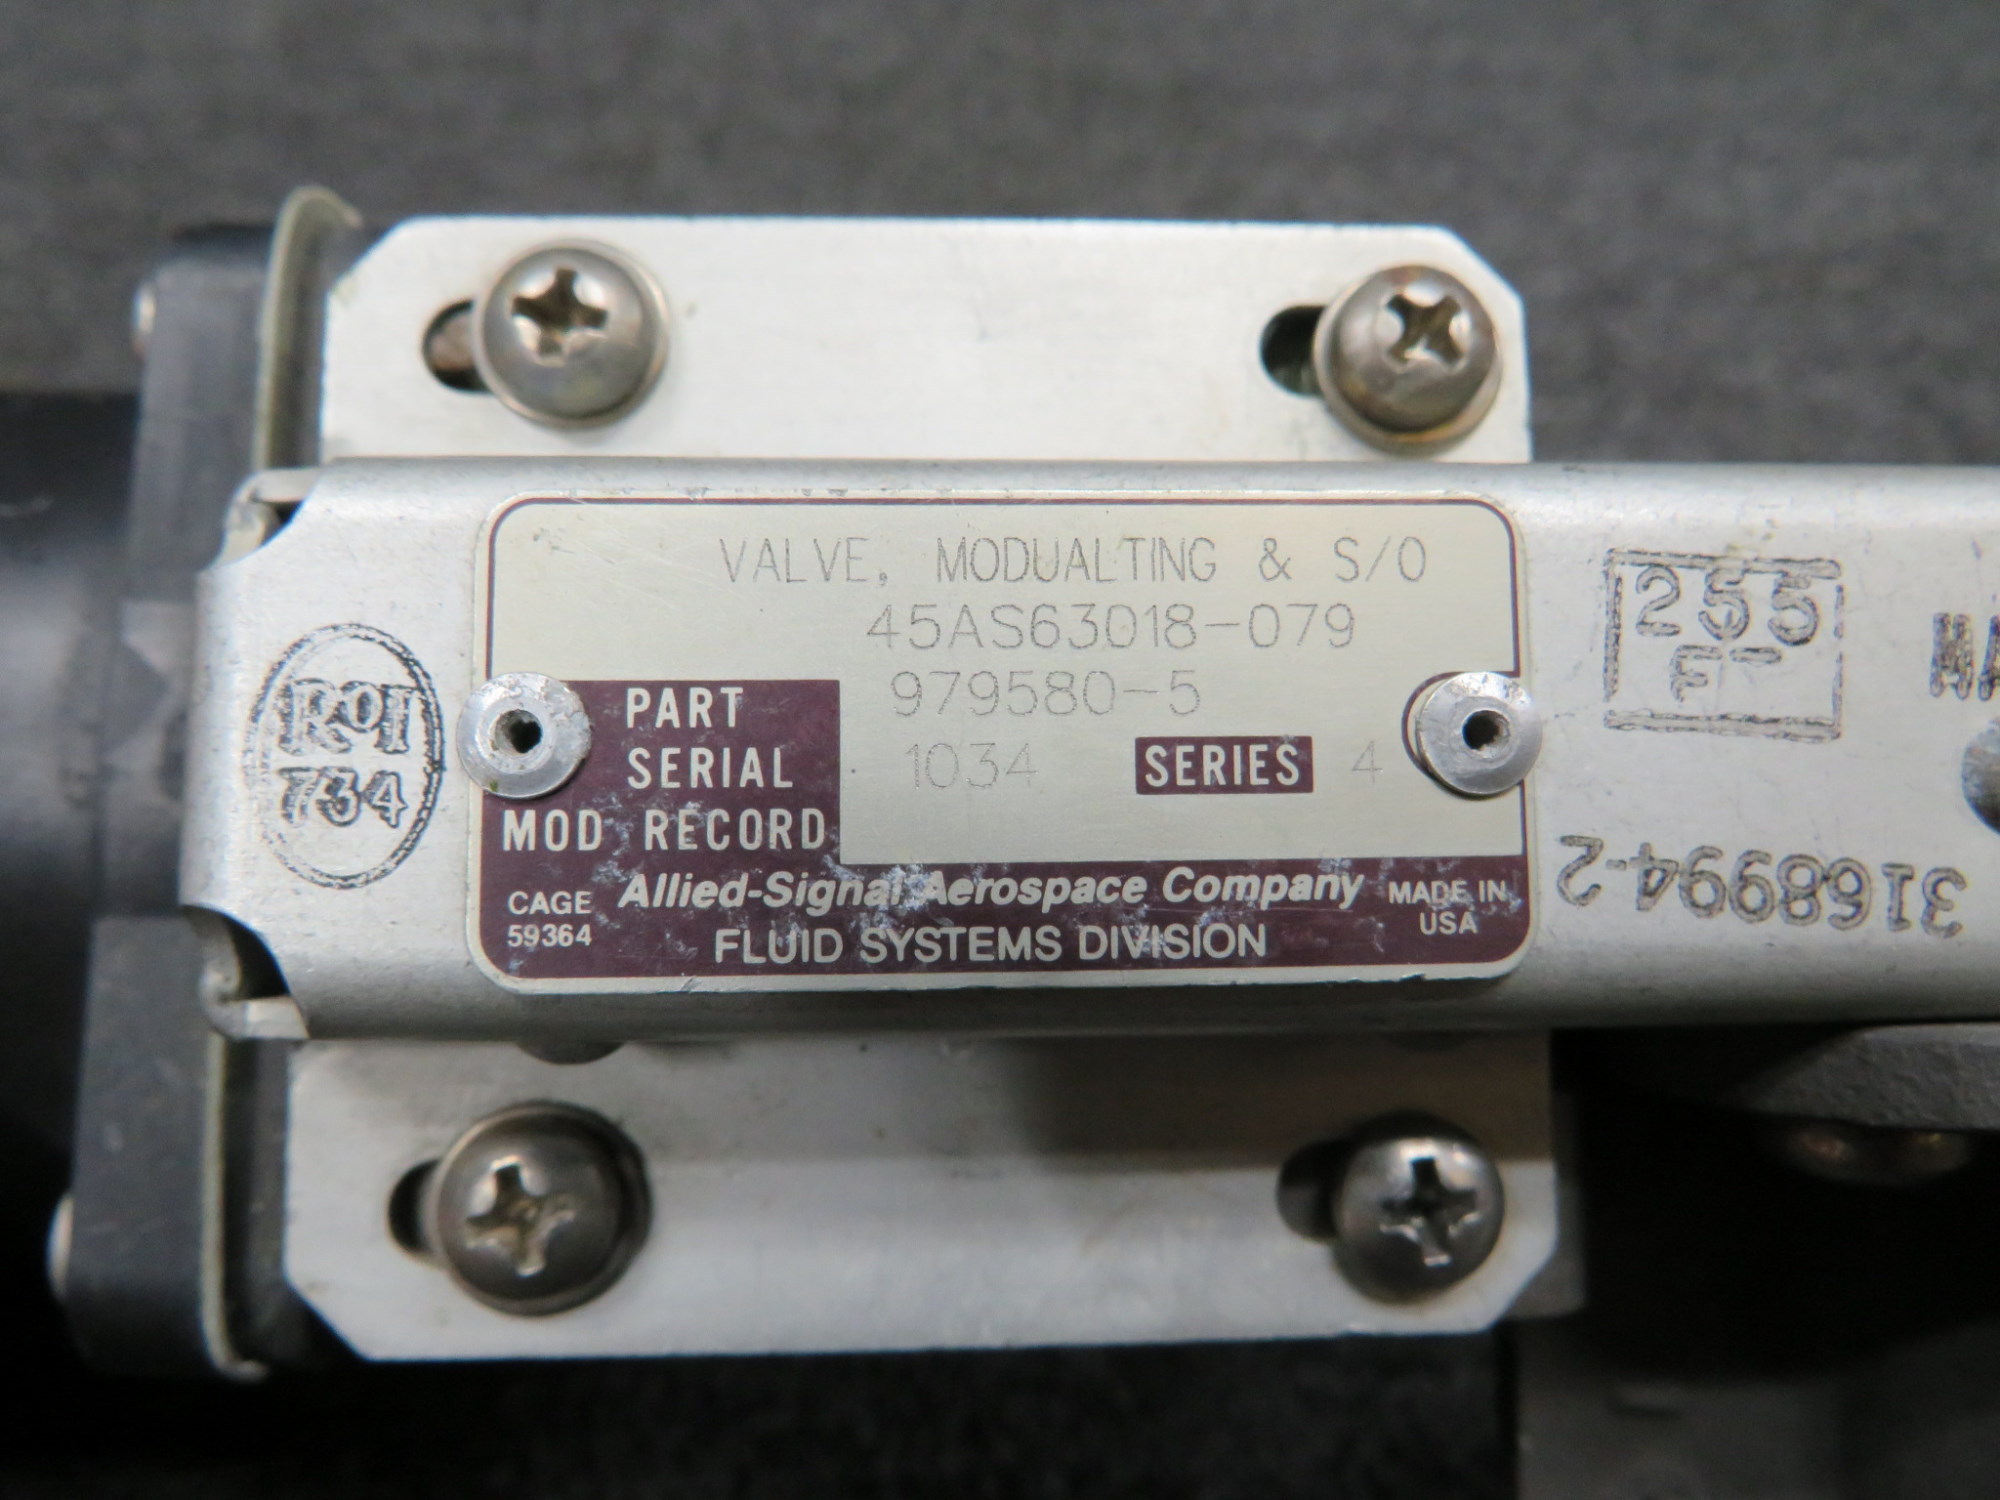 VALVE, MODUALTING & S/O
45AS63018-079
PART 979580-5
SERIAL 1034 SERIES 4
MOD RECORD
CAGE 59364
Allied-Signal Aerospace Company
FLUID SYSTEMS DIVISION
MADE IN USA
ROI
734
255
F
3168994-2